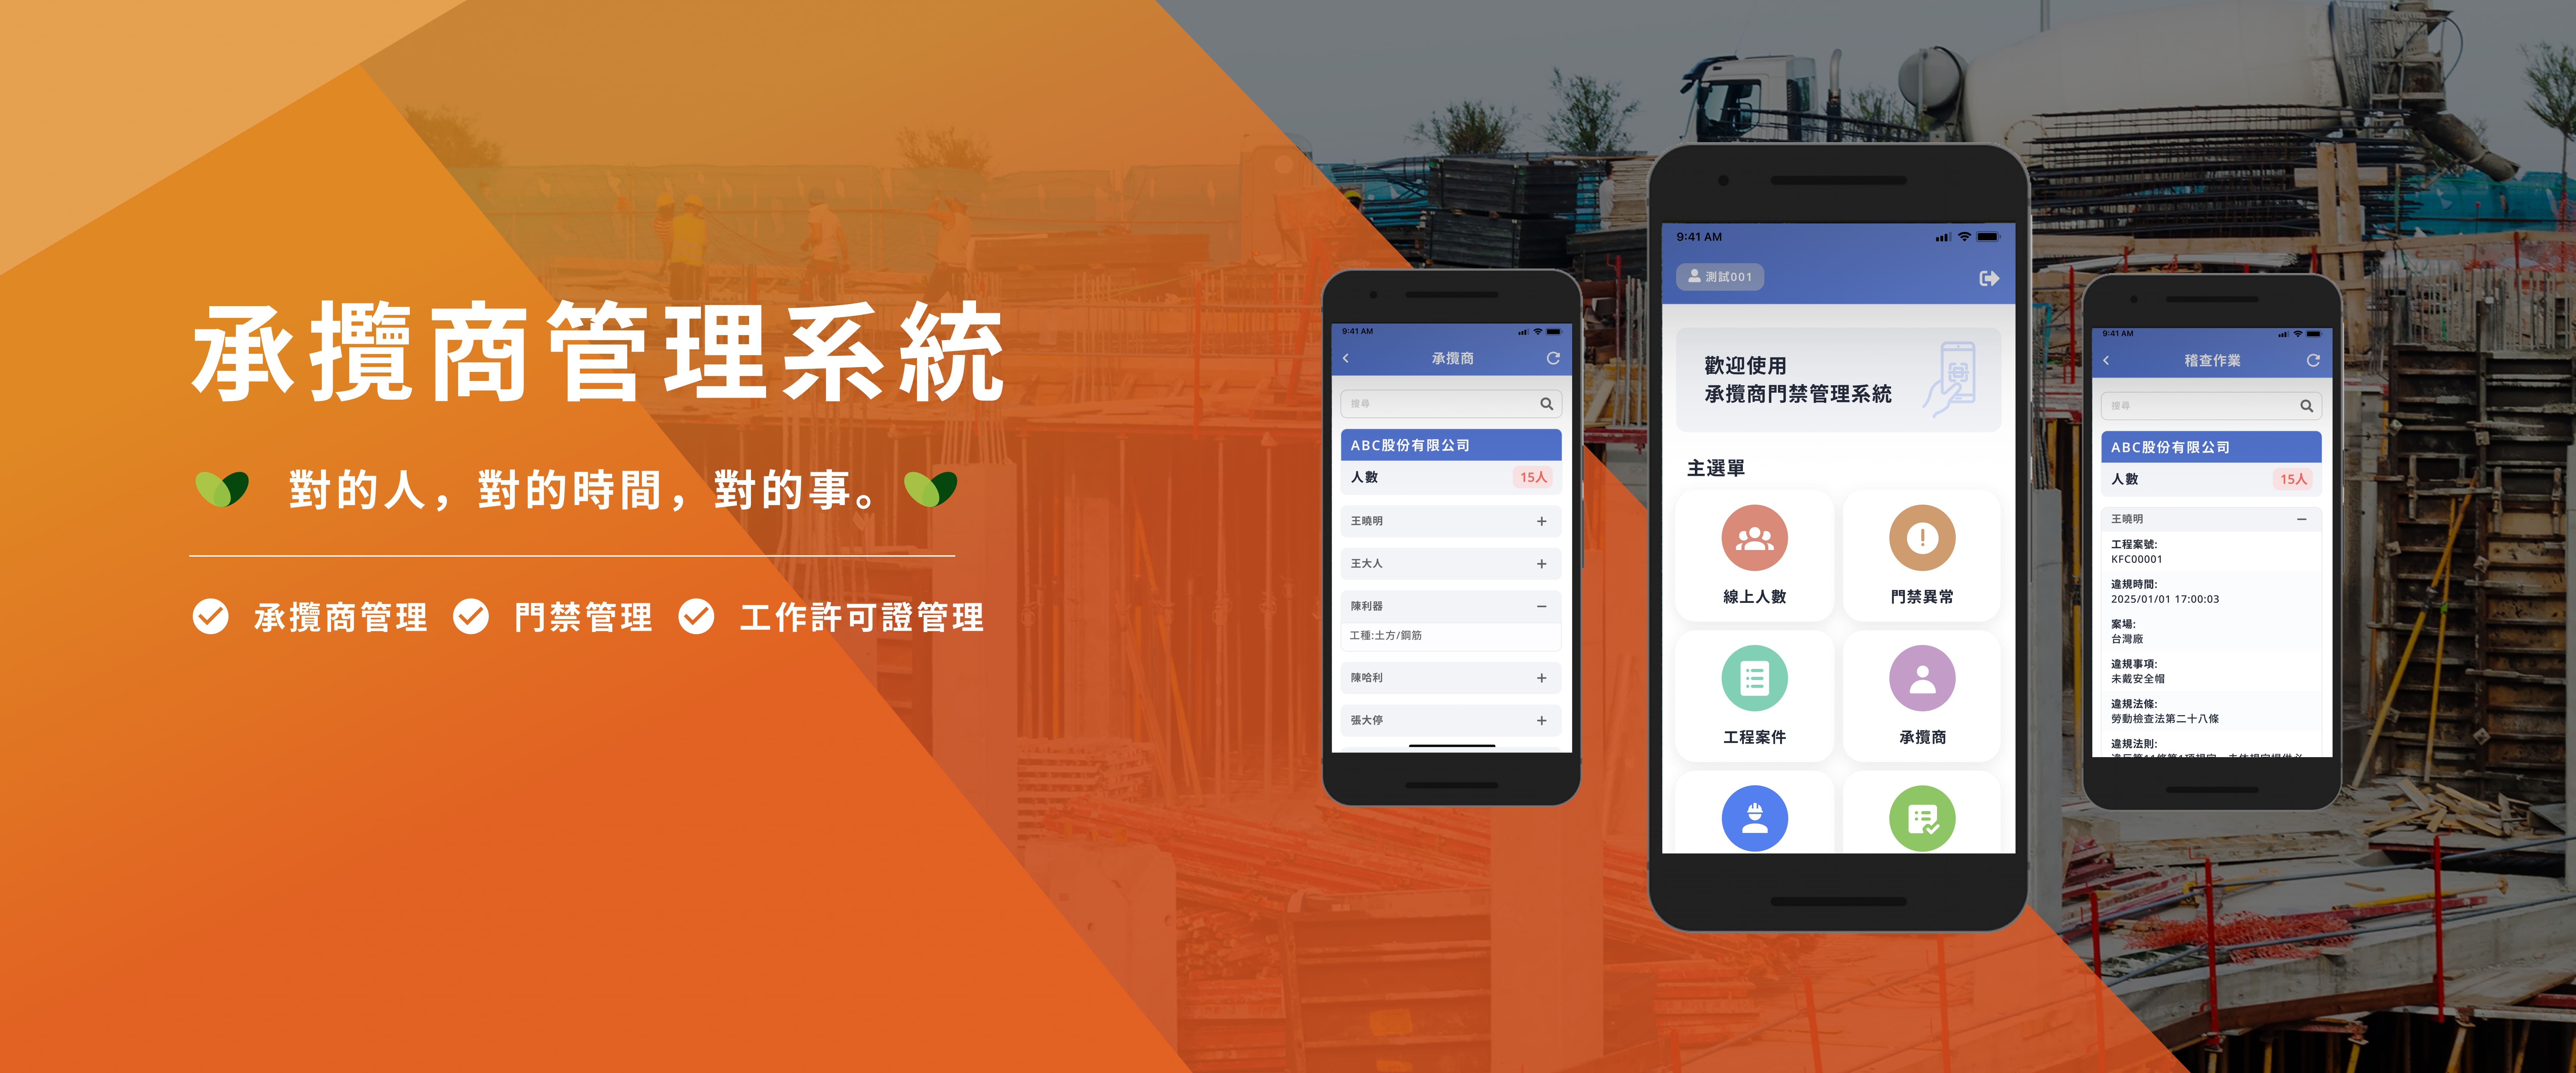 承攬商管理系統
對的人，對的時間，對的事。
承攬商管理 門禁管理 工作許可證管理
9:41 AM
承攬商
搜尋
ABC股份有限公司
人數 15人
王曉明
王大人
陳利器
工種:土方/鋼筋
陳哈利
張大停
9:41 AM
測試001
歡迎使用
承攬商門禁管理系統
主選單
線上人數 門禁異常
工程案件 承攬商
9:41 AM
稽查作業
搜尋
ABC股份有限公司
人數 15人
王曉明
工程案號:
KFC00001
違規時間:
2025/01/01 17:00:03
案場:
台灣廠
違規事項:
未戴安全帽
違規法條:
勞動檢查法第二十八條
違規法則: